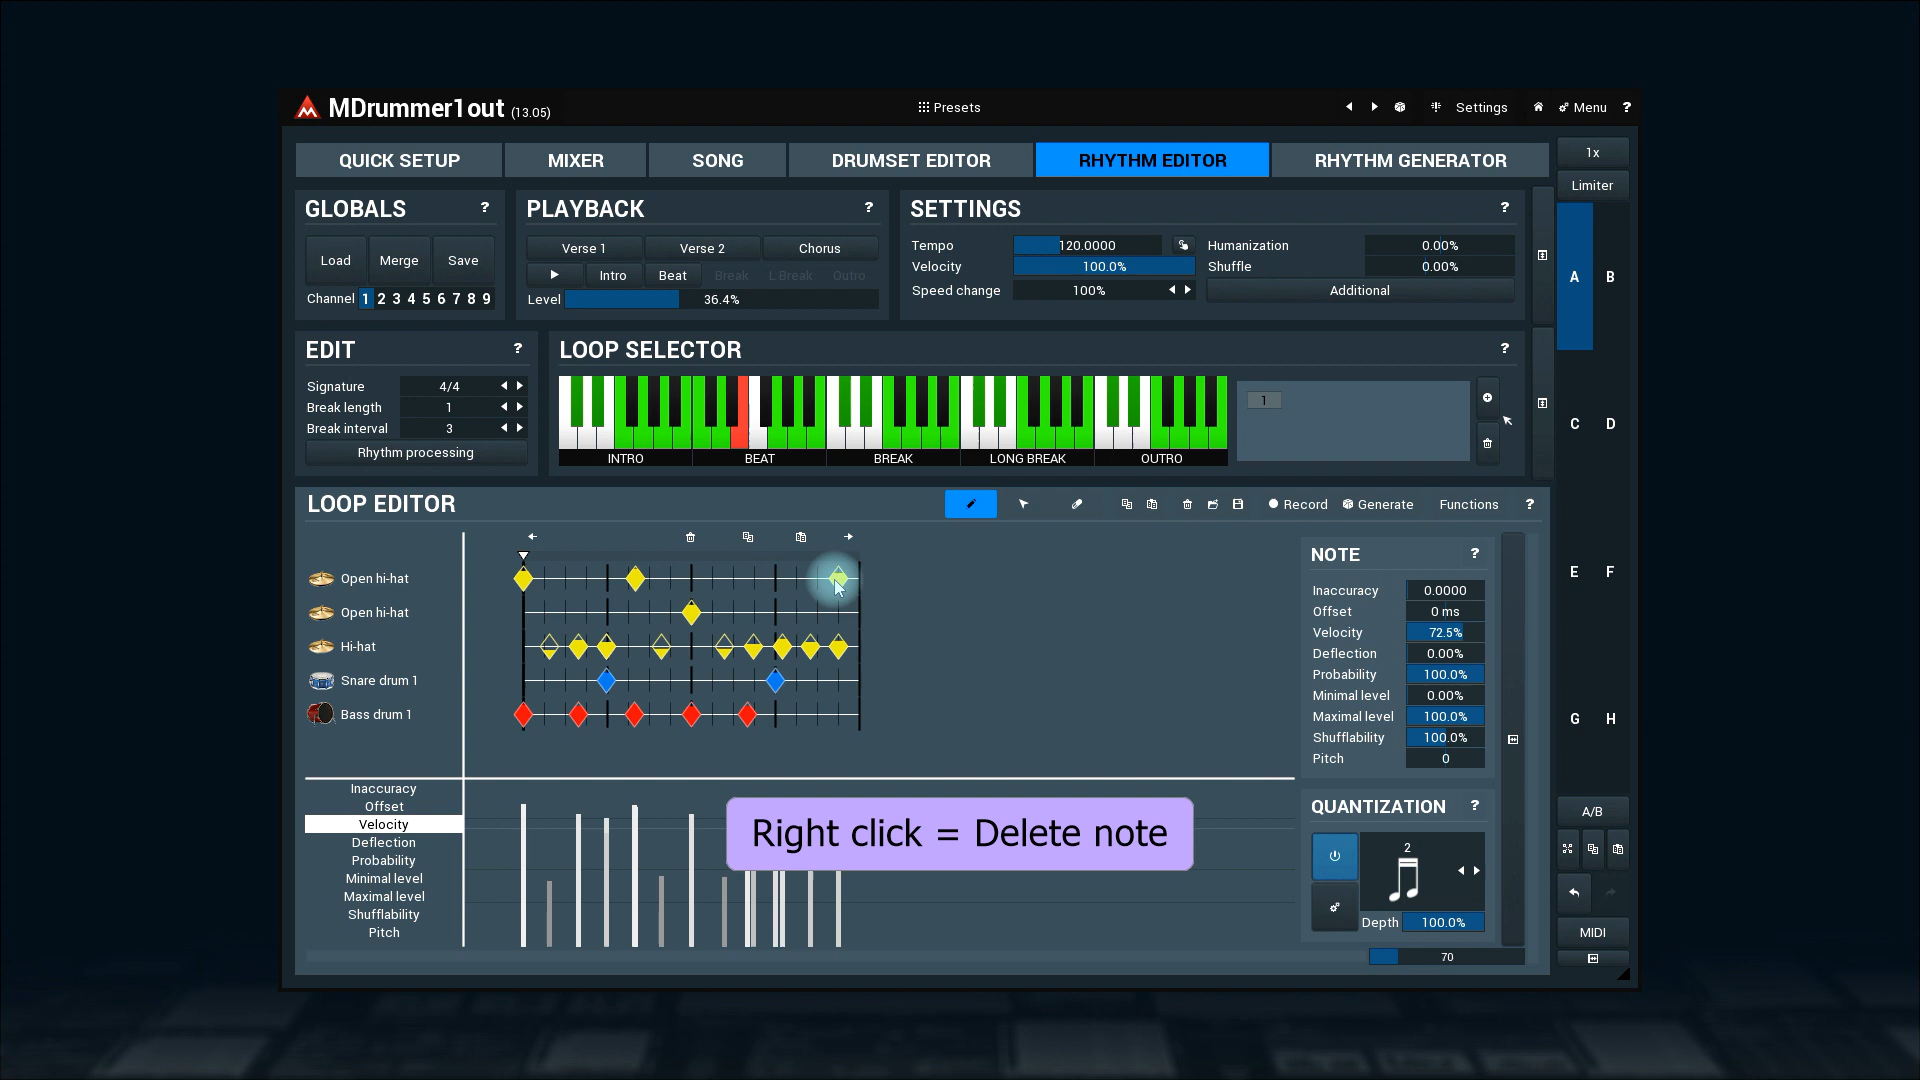 MDrummer1out (13.05)
Presets
Settings
Menu
?
QUICK SETUP
MIXER
SONG
DRUMSET EDITOR
RHYTHM EDITOR
RHYTHM GENERATOR
1x
Limiter
GLOBALS ?
Load Merge Save
Channel 1 2 3 4 5 6 7 8 9
PLAYBACK ?
Verse 1 Verse 2 Chorus
Intro Beat Break L Break Outro
Level 36.4%
SETTINGS ?
Tempo 120.0000
Velocity 100.0%
Speed change 100%
Humanization 0.00%
Shuffle 0.00%
Additional
A B
C D
E F
G H
EDIT ?
Signature 4/4
Break length 1
Break interval 3
Rhythm processing
LOOP SELECTOR ?
INTRO BEAT BREAK LONG BREAK OUTRO
1
LOOP EDITOR
Record
Generate
Functions
?
Open hi-hat
Open hi-hat
Hi-hat
Snare drum 1
Bass drum 1
Inaccuracy
Offset
Velocity
Deflection
Probability
Minimal level
Maximal level
Shufflability
Pitch
Right click = Delete note
NOTE ?
Inaccuracy 0.0000
Offset 0 ms
Velocity 72.5%
Deflection 0.00%
Probability 100.0%
Minimal level 0.00%
Maximal level 100.0%
Shufflability 100.0%
Pitch 0
QUANTIZATION ?
2
Depth 100.0%
70
A/B
MIDI